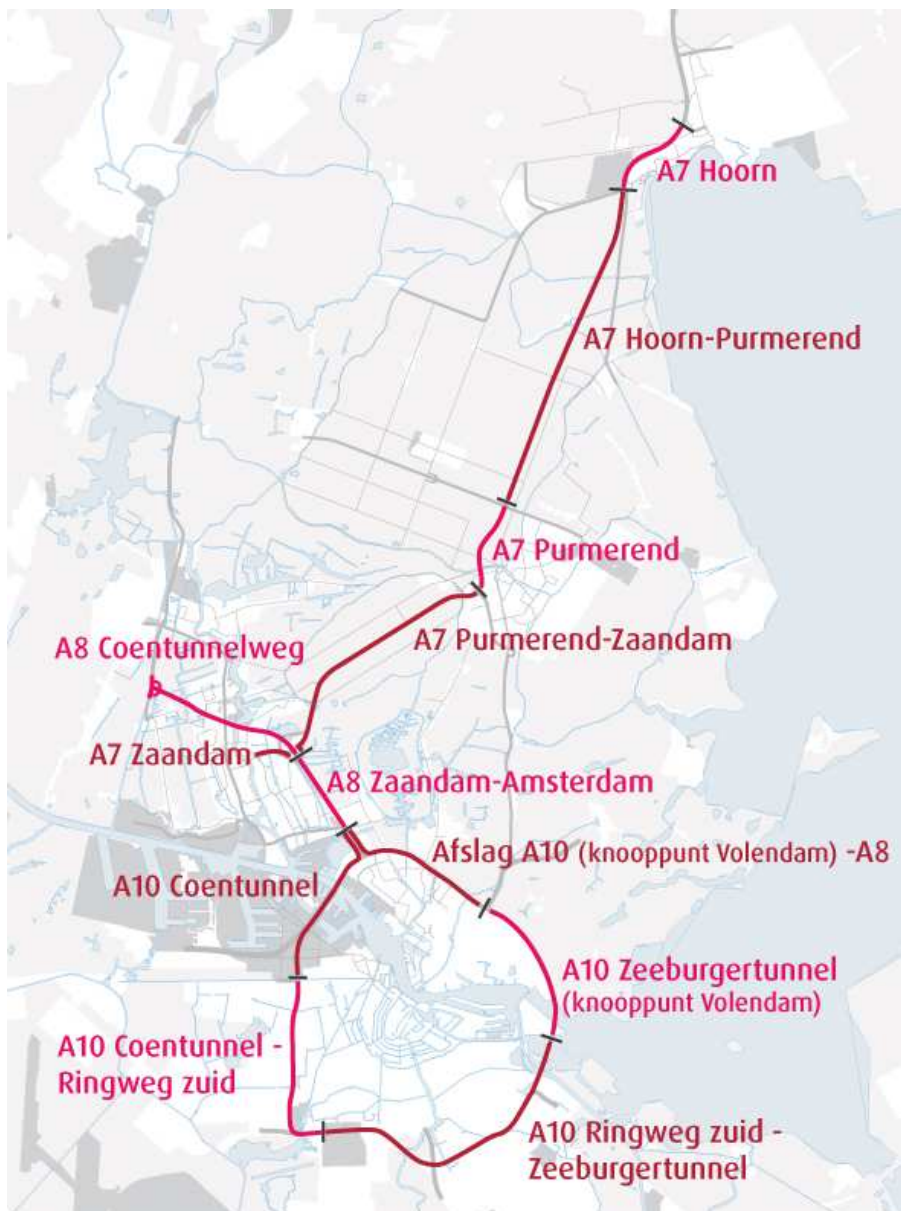 A7 Hoorn
A7 Hoorn-Purmerend
A7 Purmerend
A7 Purmerend-Zaandam
A8 Coentunnelweg
A7 Zaandam
A8 Zaandam-Amsterdam
Afslag A10 (knooppunt Volendam) -A8
A10 Coentunnel
A10 Zeeburgertunnel
(knooppunt Volendam)
A10 Coentunnel -
Ringweg zuid
A10 Ringweg zuid -
Zeeburgertunnel